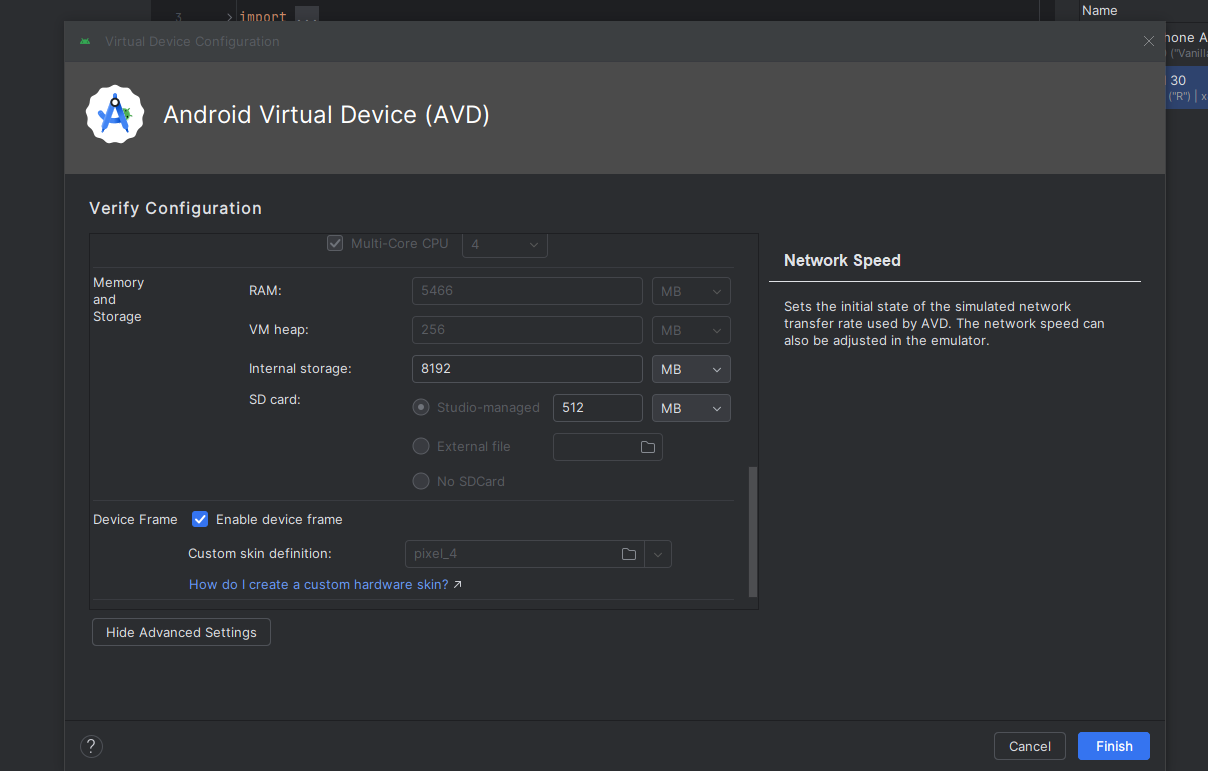 3 import ...
Name
Virtual Device Configuration
hone A
("Vanilla
30
("R") | x
Android Virtual Device (AVD)
Verify Configuration
Multi-Core CPU 4
Network Speed
Memory and Storage
RAM: 5466 MB
VM heap: 256 MB
Sets the initial state of the simulated network
transfer rate used by AVD. The network speed can
also be adjusted in the emulator.
Internal storage: 8192 MB
SD card: Studio-managed 512 MB
External file
No SDCard
Device Frame Enable device frame
Custom skin definition: pixel_4
How do I create a custom hardware skin? ↗
Hide Advanced Settings
? Cancel Finish